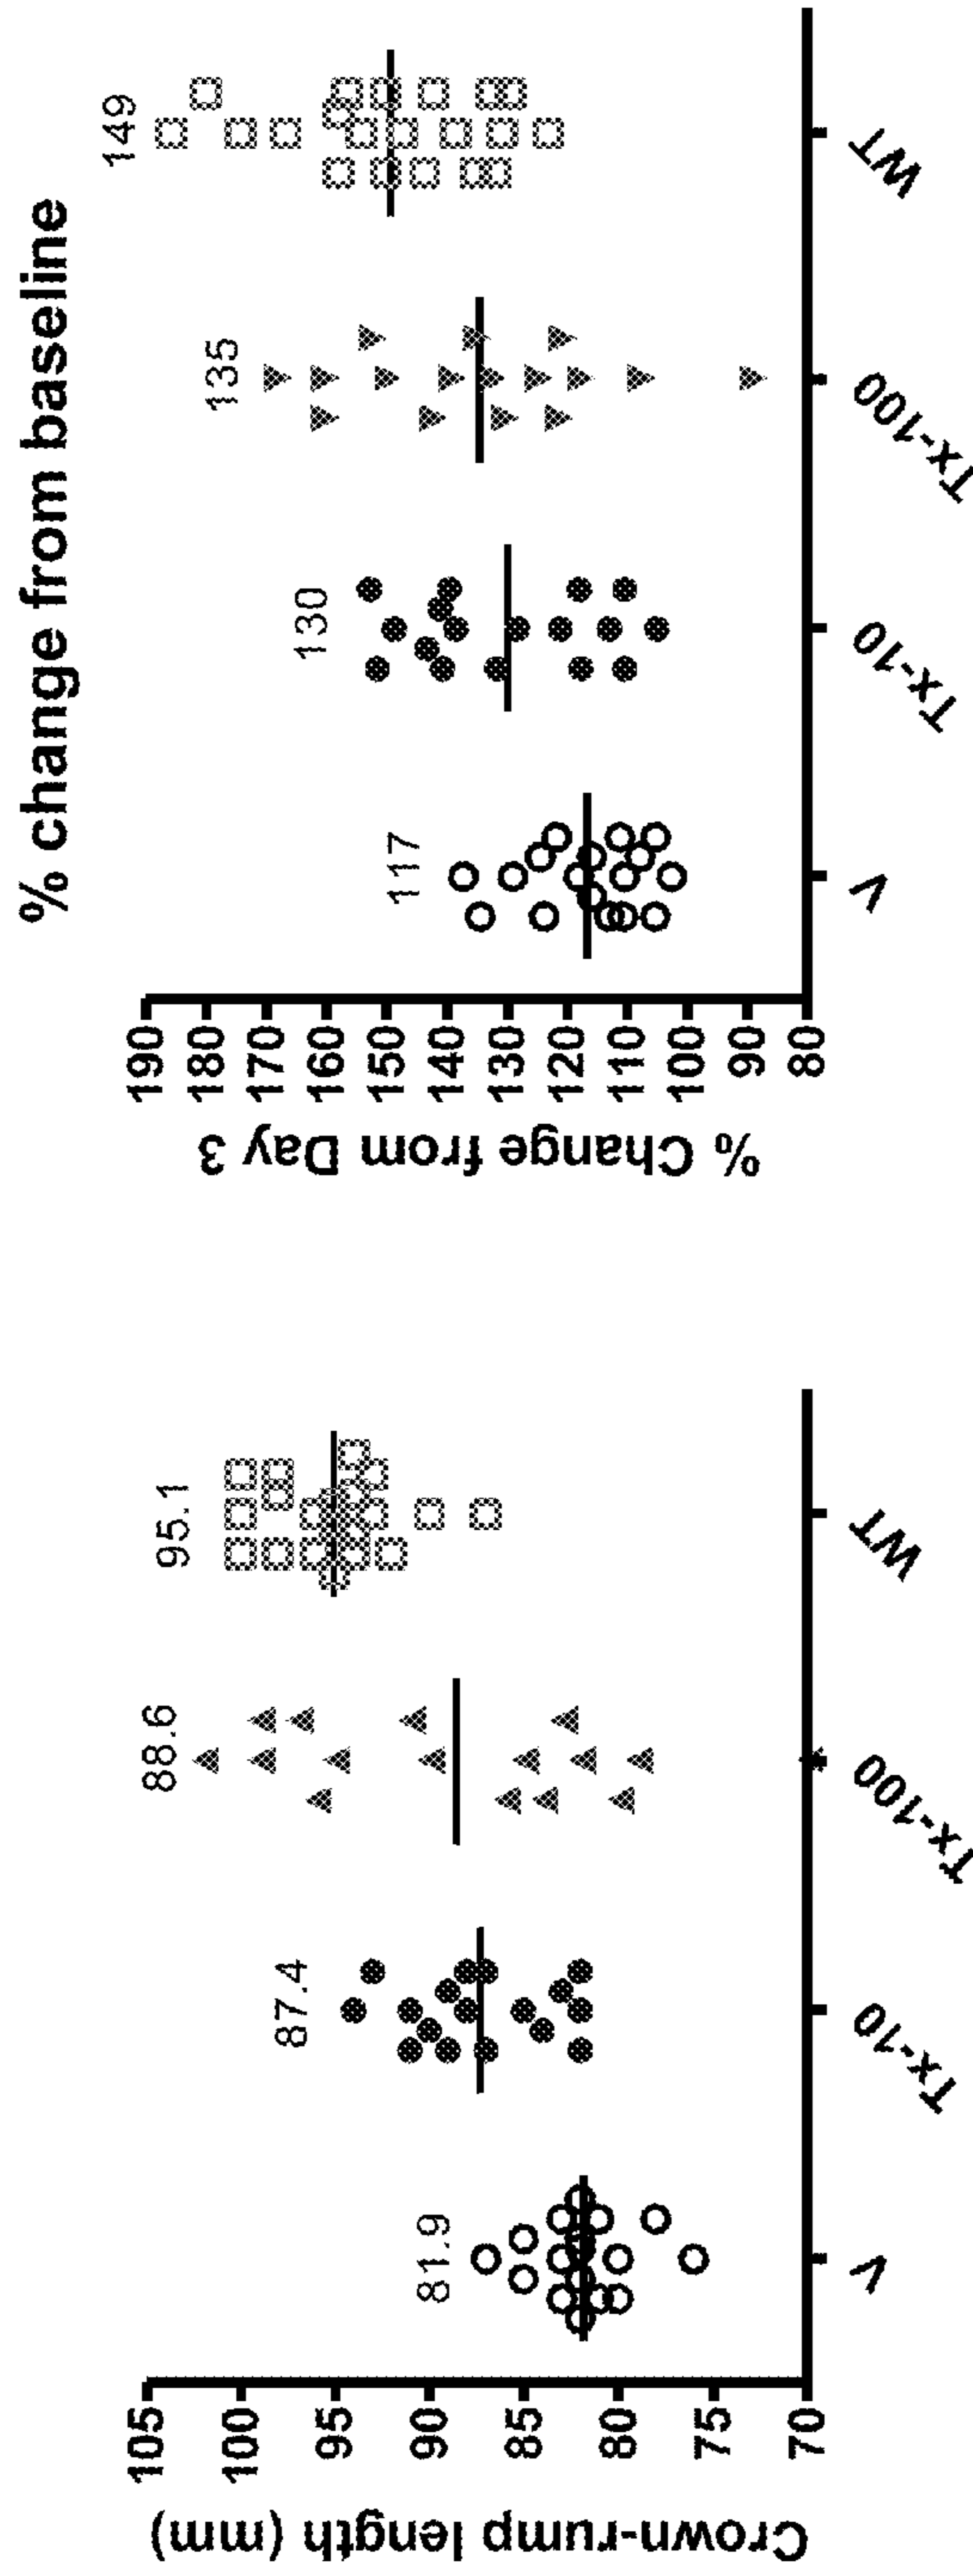 Crown-rump length (mm)
105
100
95
90
85
80
75
70
81.9
87.4
88.6
95.1
V
Tx-10
Tx-100
WT
% change from baseline
% Change from Day 3
190
180
170
160
150
140
130
120
110
100
90
80
117
130
135
149
V
Tx-10
Tx-100
WT